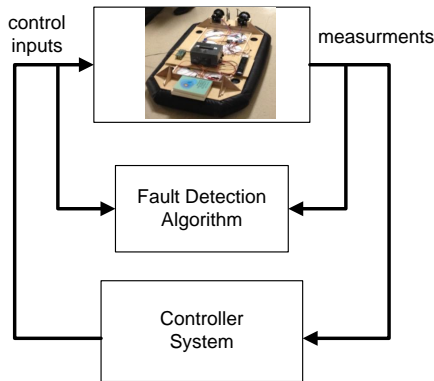 control
inputs
measurments
Fault Detection
Algorithm
Controller
System